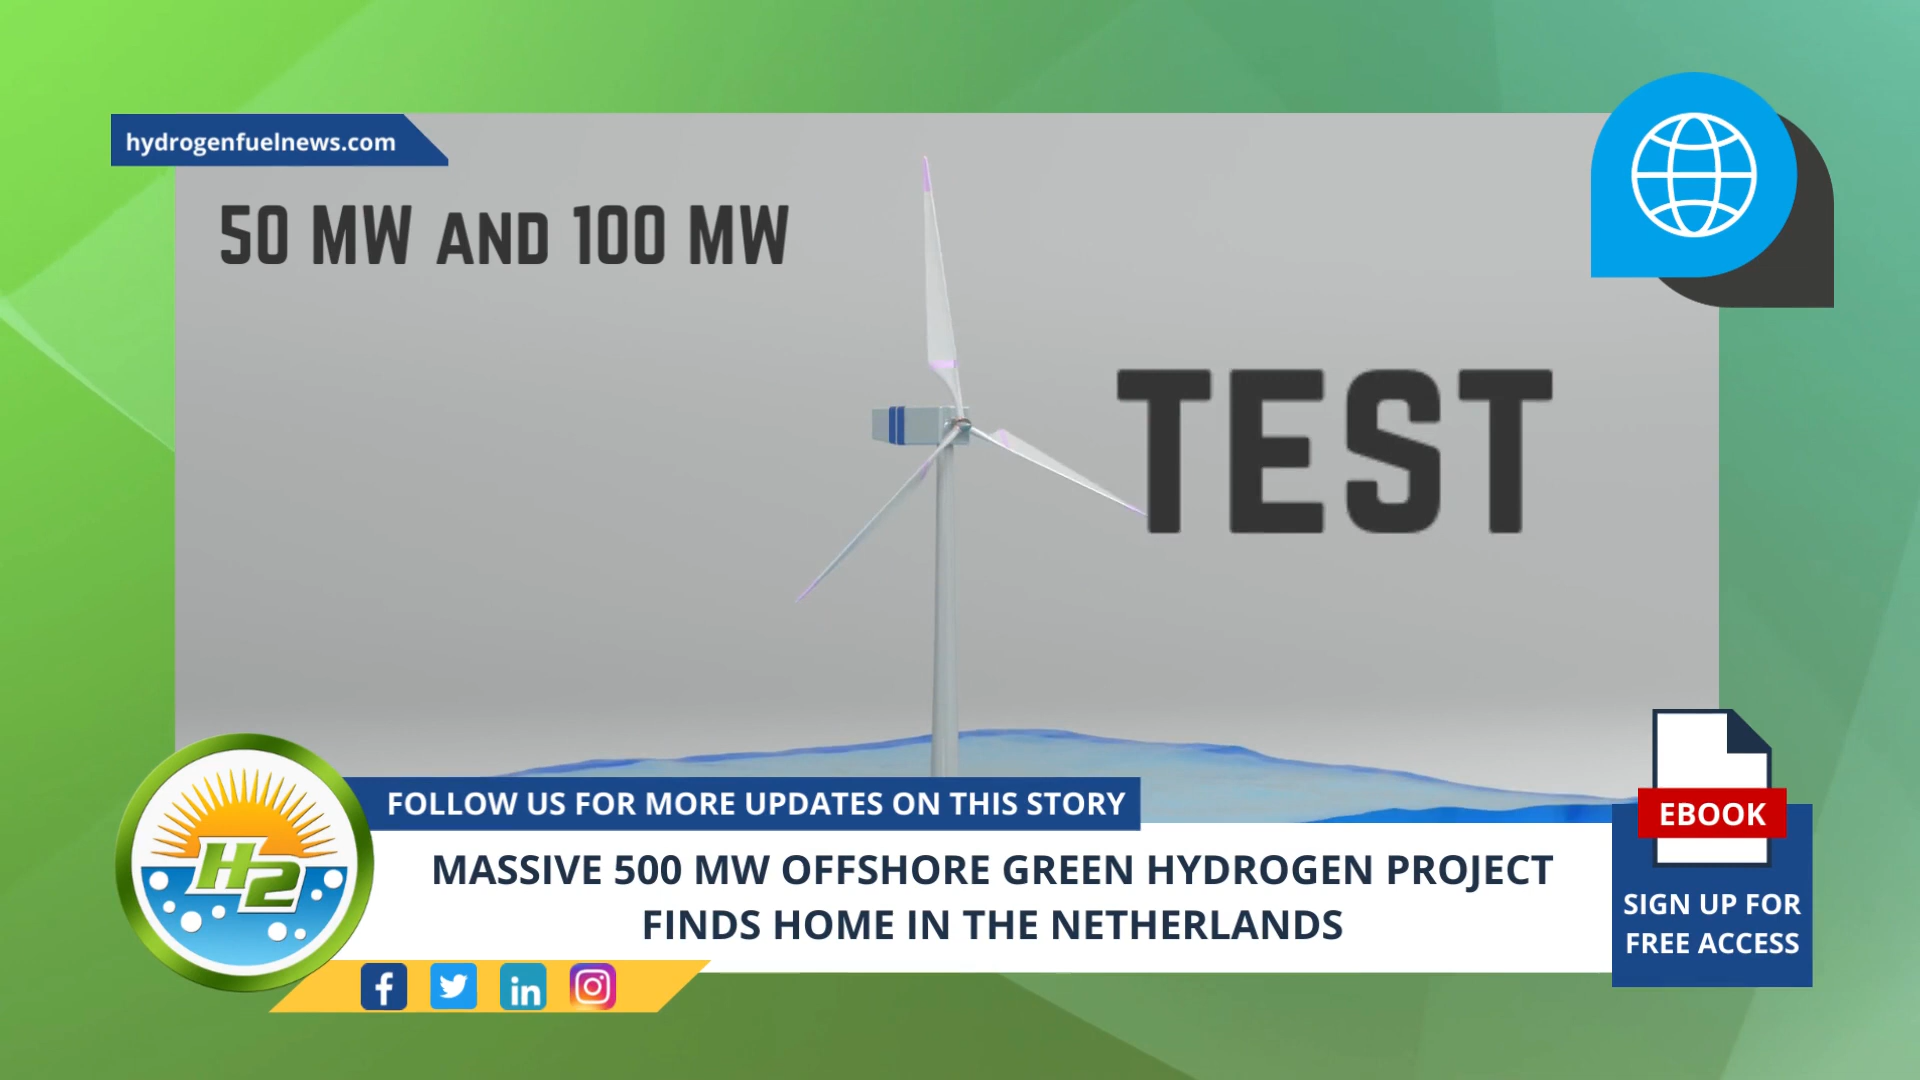 hydrogenfuelnews.com
50 MW AND 100 MW
TEST
FOLLOW US FOR MORE UPDATES ON THIS STORY
MASSIVE 500 MW OFFSHORE GREEN HYDROGEN PROJECT
FINDS HOME IN THE NETHERLANDS
H2
EBOOK
SIGN UP FOR
FREE ACCESS
f
in